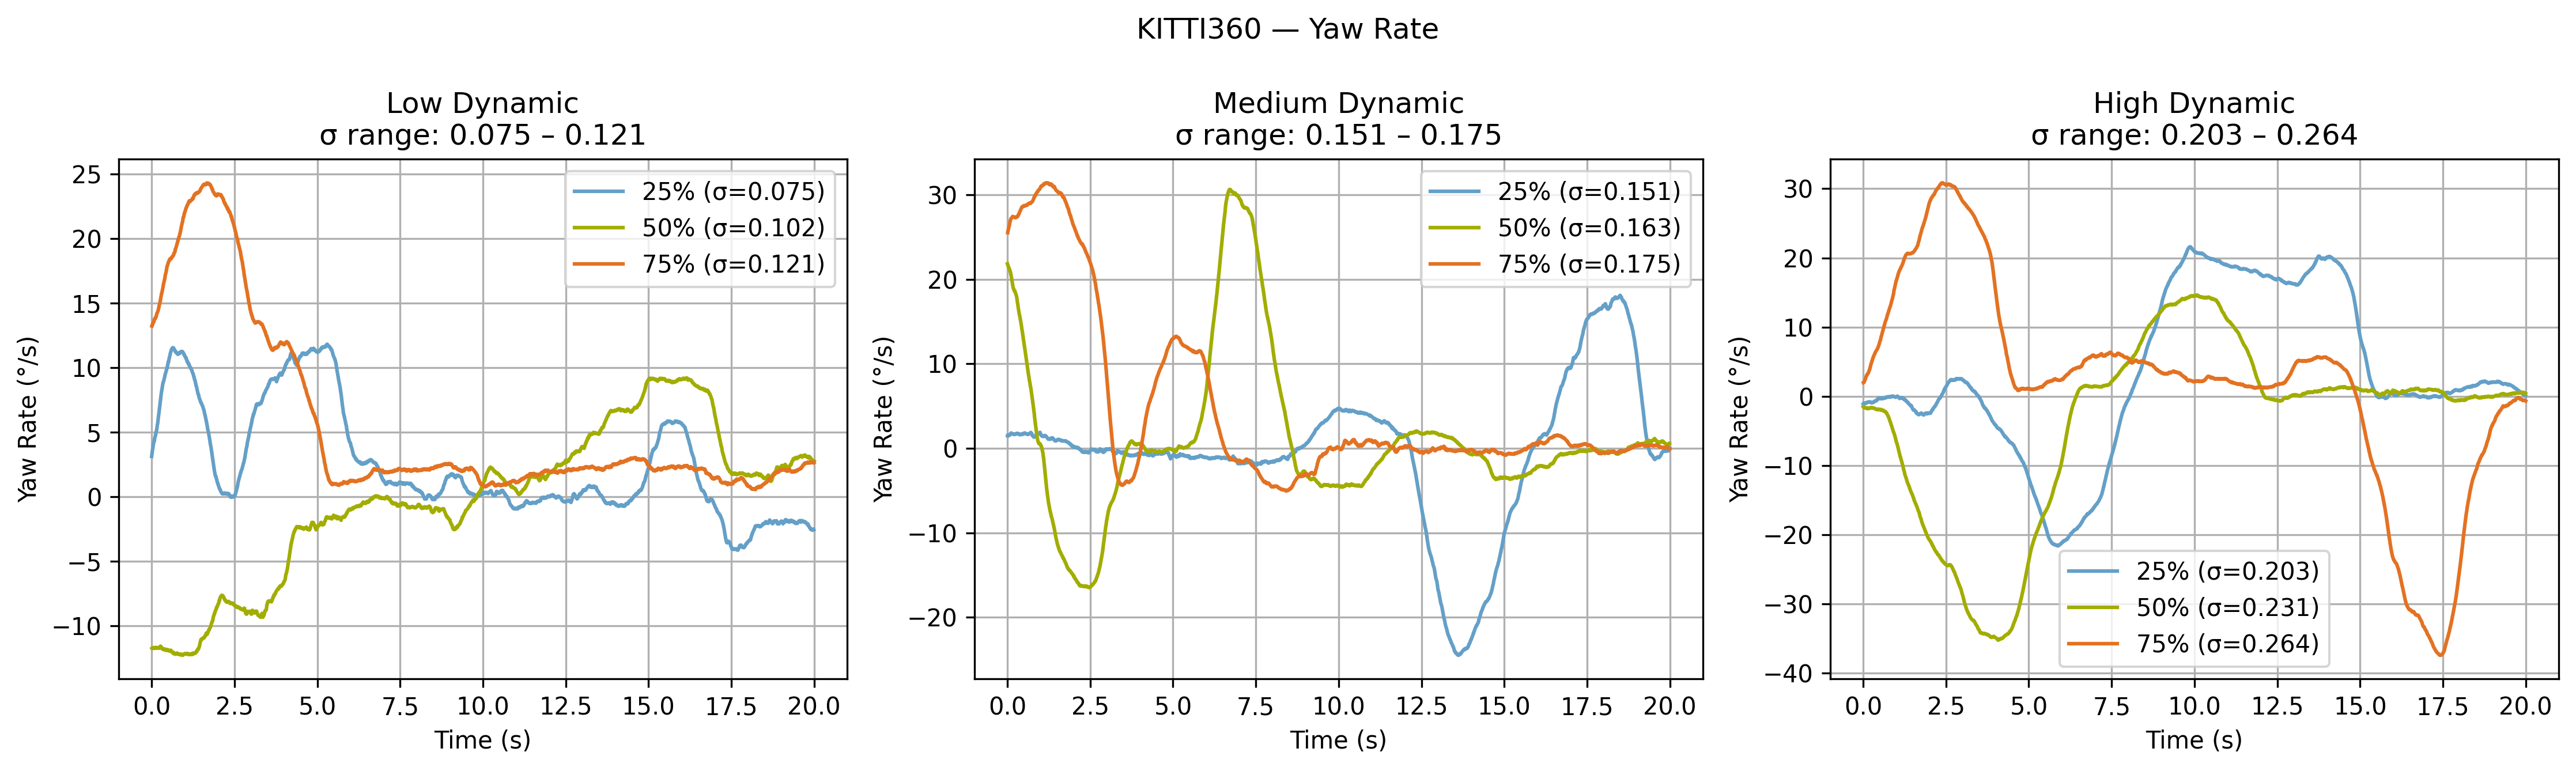 KITTI360 — Yaw Rate
Low Dynamic
σ range: 0.075 – 0.121
Yaw Rate (°/s)
25
20
15
10
5
0
−5
−10
25% (σ=0.075)
50% (σ=0.102)
75% (σ=0.121)
0.0 2.5 5.0 7.5 10.0 12.5 15.0 17.5 20.0
Time (s)
Medium Dynamic
σ range: 0.151 – 0.175
Yaw Rate (°/s)
30
20
10
0
−10
−20
25% (σ=0.151)
50% (σ=0.163)
75% (σ=0.175)
0.0 2.5 5.0 7.5 10.0 12.5 15.0 17.5 20.0
Time (s)
High Dynamic
σ range: 0.203 – 0.264
Yaw Rate (°/s)
30
20
10
0
−10
−20
−30
−40
25% (σ=0.203)
50% (σ=0.231)
75% (σ=0.264)
0.0 2.5 5.0 7.5 10.0 12.5 15.0 17.5 20.0
Time (s)